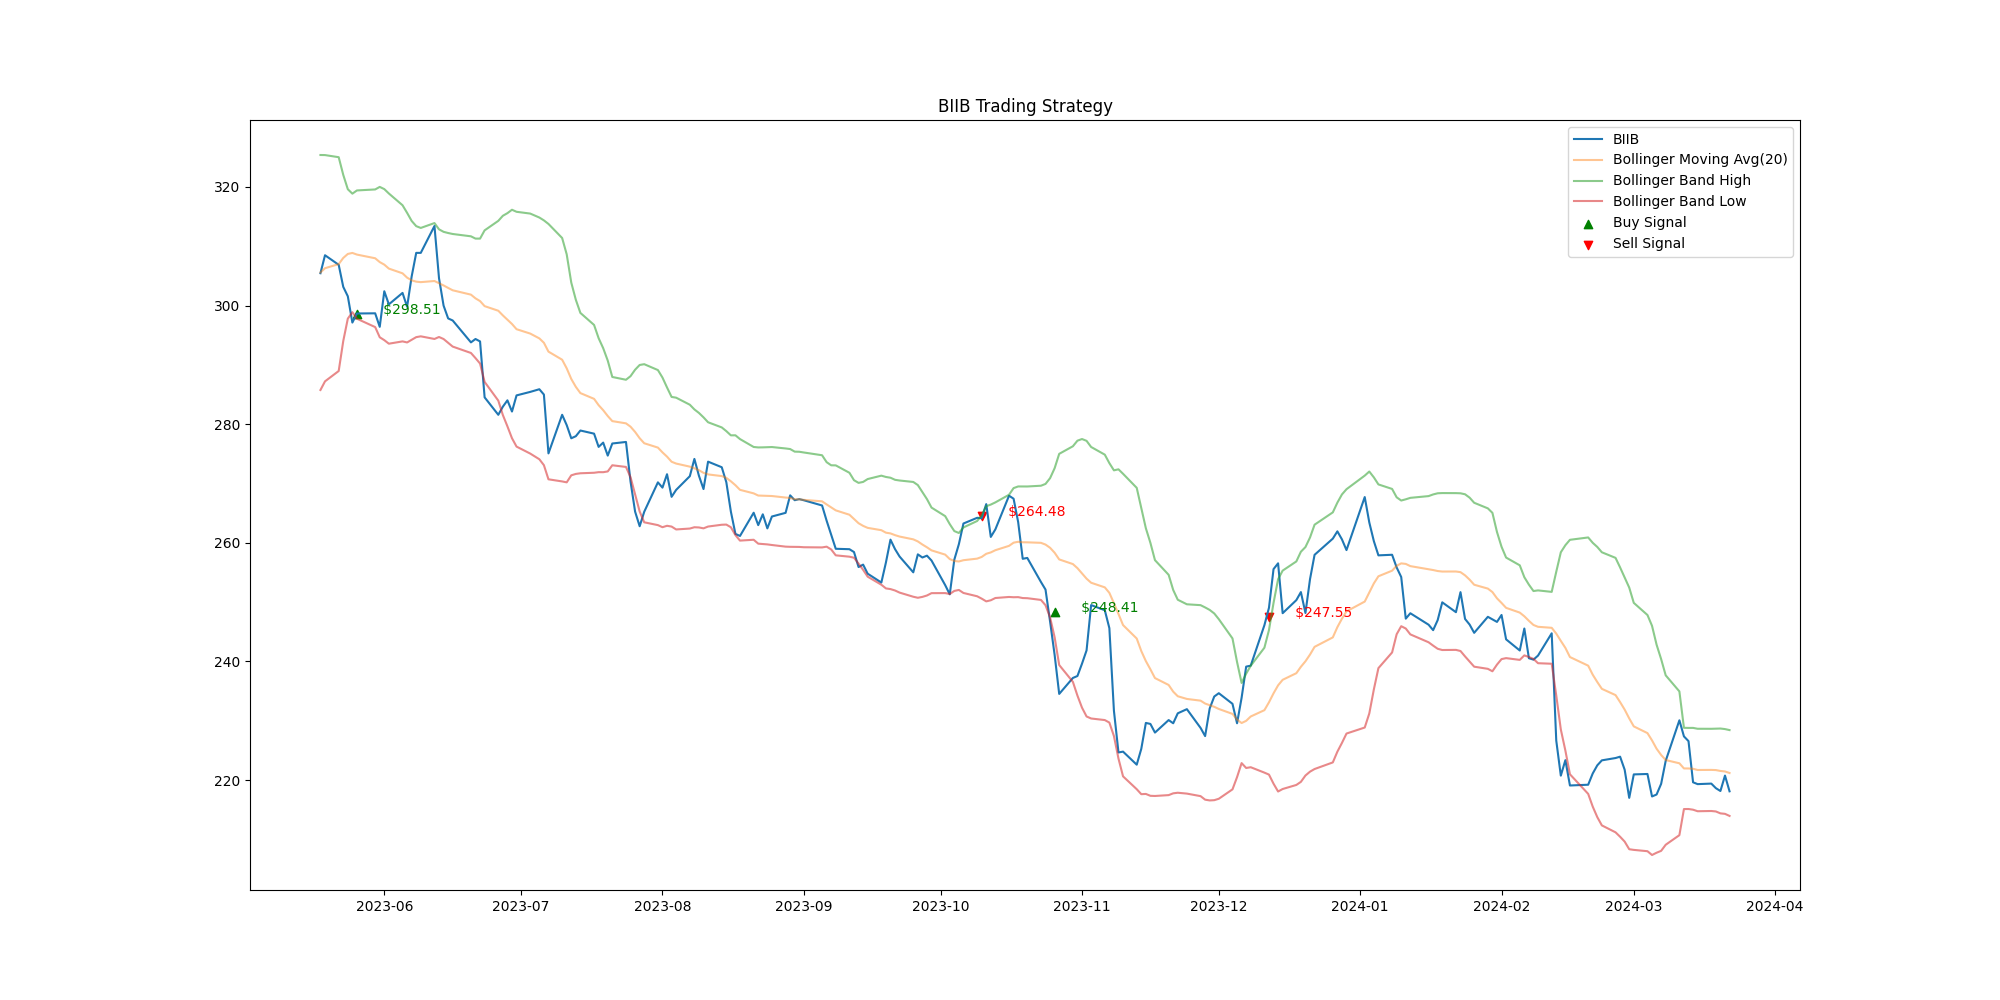 BIIB Trading Strategy
BIIB
Bollinger Moving Avg(20)
Bollinger Band High
Bollinger Band Low
Buy Signal
Sell Signal
320
300
280
260
240
220
$298.51
$264.48
$248.41
$247.55
2023-06 2023-07 2023-08 2023-09 2023-10 2023-11 2023-12 2024-01 2024-02 2024-03 2024-04